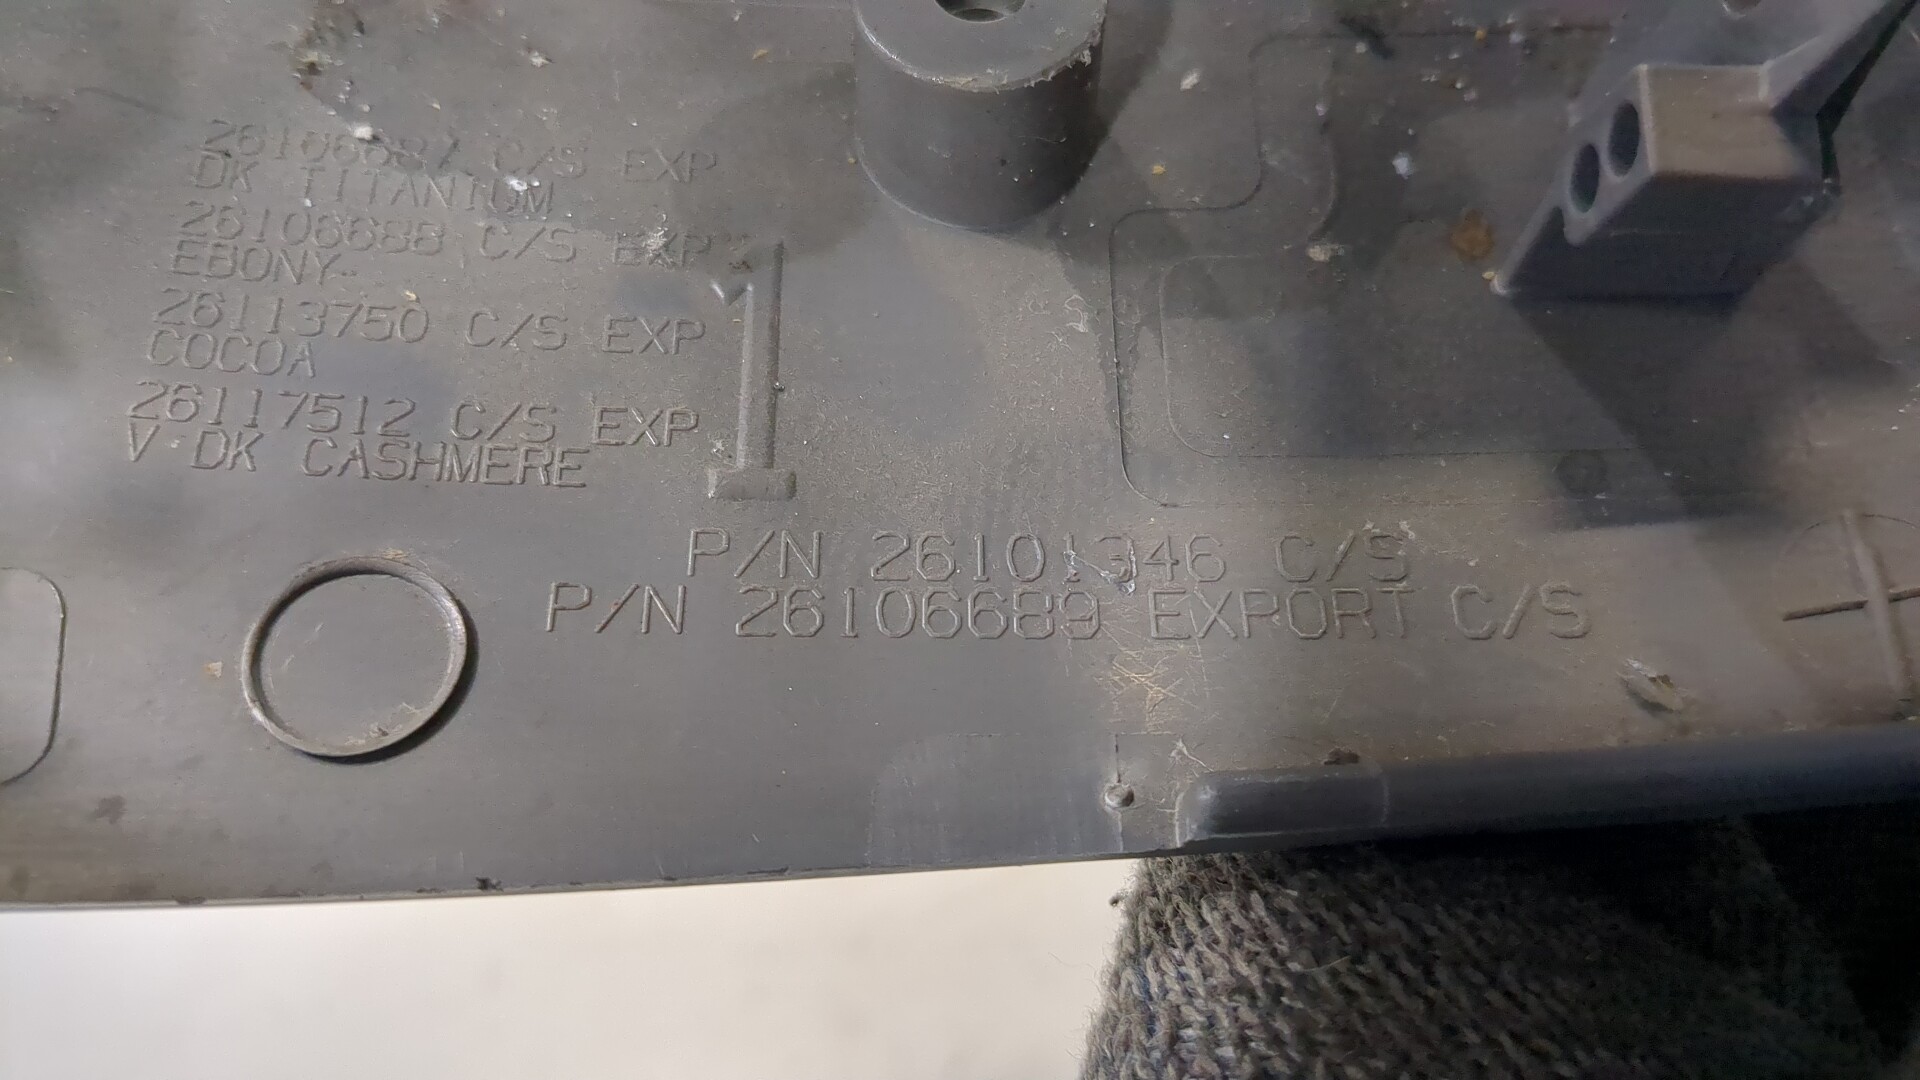 26106687 C/S EXP
DK TITANIUM
26106688 C/S EXP
EBONY
26113750 C/S EXP
COCOA
26117512 C/S EXP
V DK CASHMERE
1
P/N 26101346 C/S
P/N 26106689 EXPORT C/S